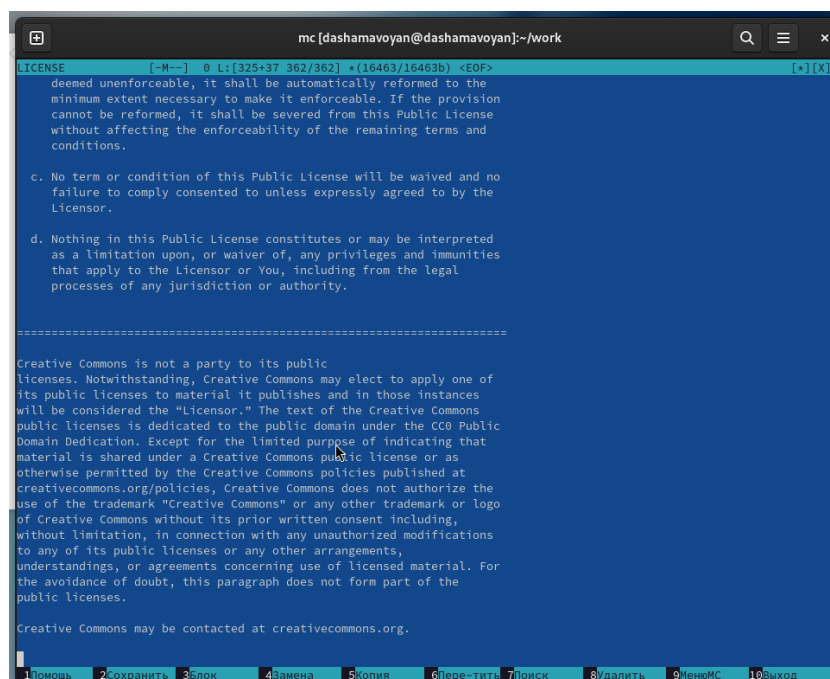 mc [dashamavoyan@dashamavoyan]:~/work
LICENSE [-M--] 0 L:[325+37 362/362] *(16463/16463b) <EOF> [*][X]
deemed unenforceable, it shall be automatically reformed to the
minimum extent necessary to make it enforceable. If the provision
cannot be reformed, it shall be severed from this Public License
without affecting the enforceability of the remaining terms and
conditions.
c. No term or condition of this Public License will be waived and no
failure to comply consented to unless expressly agreed to by the
Licensor.
d. Nothing in this Public License constitutes or may be interpreted
as a limitation upon, or waiver of, any privileges and immunities
that apply to the Licensor or You, including from the legal
processes of any jurisdiction or authority.
=======================================================================
Creative Commons is not a party to its public
licenses. Notwithstanding, Creative Commons may elect to apply one of
its public licenses to material it publishes and in those instances
will be considered the “Licensor.” The text of the Creative Commons
public licenses is dedicated to the public domain under the CC0 Public
Domain Dedication. Except for the limited purpose of indicating that
material is shared under a Creative Commons public license or as
otherwise permitted by the Creative Commons policies published at
creativecommons.org/policies, Creative Commons does not authorize the
use of the trademark "Creative Commons" or any other trademark or logo
of Creative Commons without its prior written consent including,
without limitation, in connection with any unauthorized modifications
to any of its public licenses or any other arrangements,
understandings, or agreements concerning use of licensed material. For
the avoidance of doubt, this paragraph does not form part of the
public licenses.
Creative Commons may be contacted at creativecommons.org.
1Помощь 2Сохранить 3Блок 4Замена 5Копия 6Пере~тить 7Поиск 8Удалить 9МенюМС 10Выход